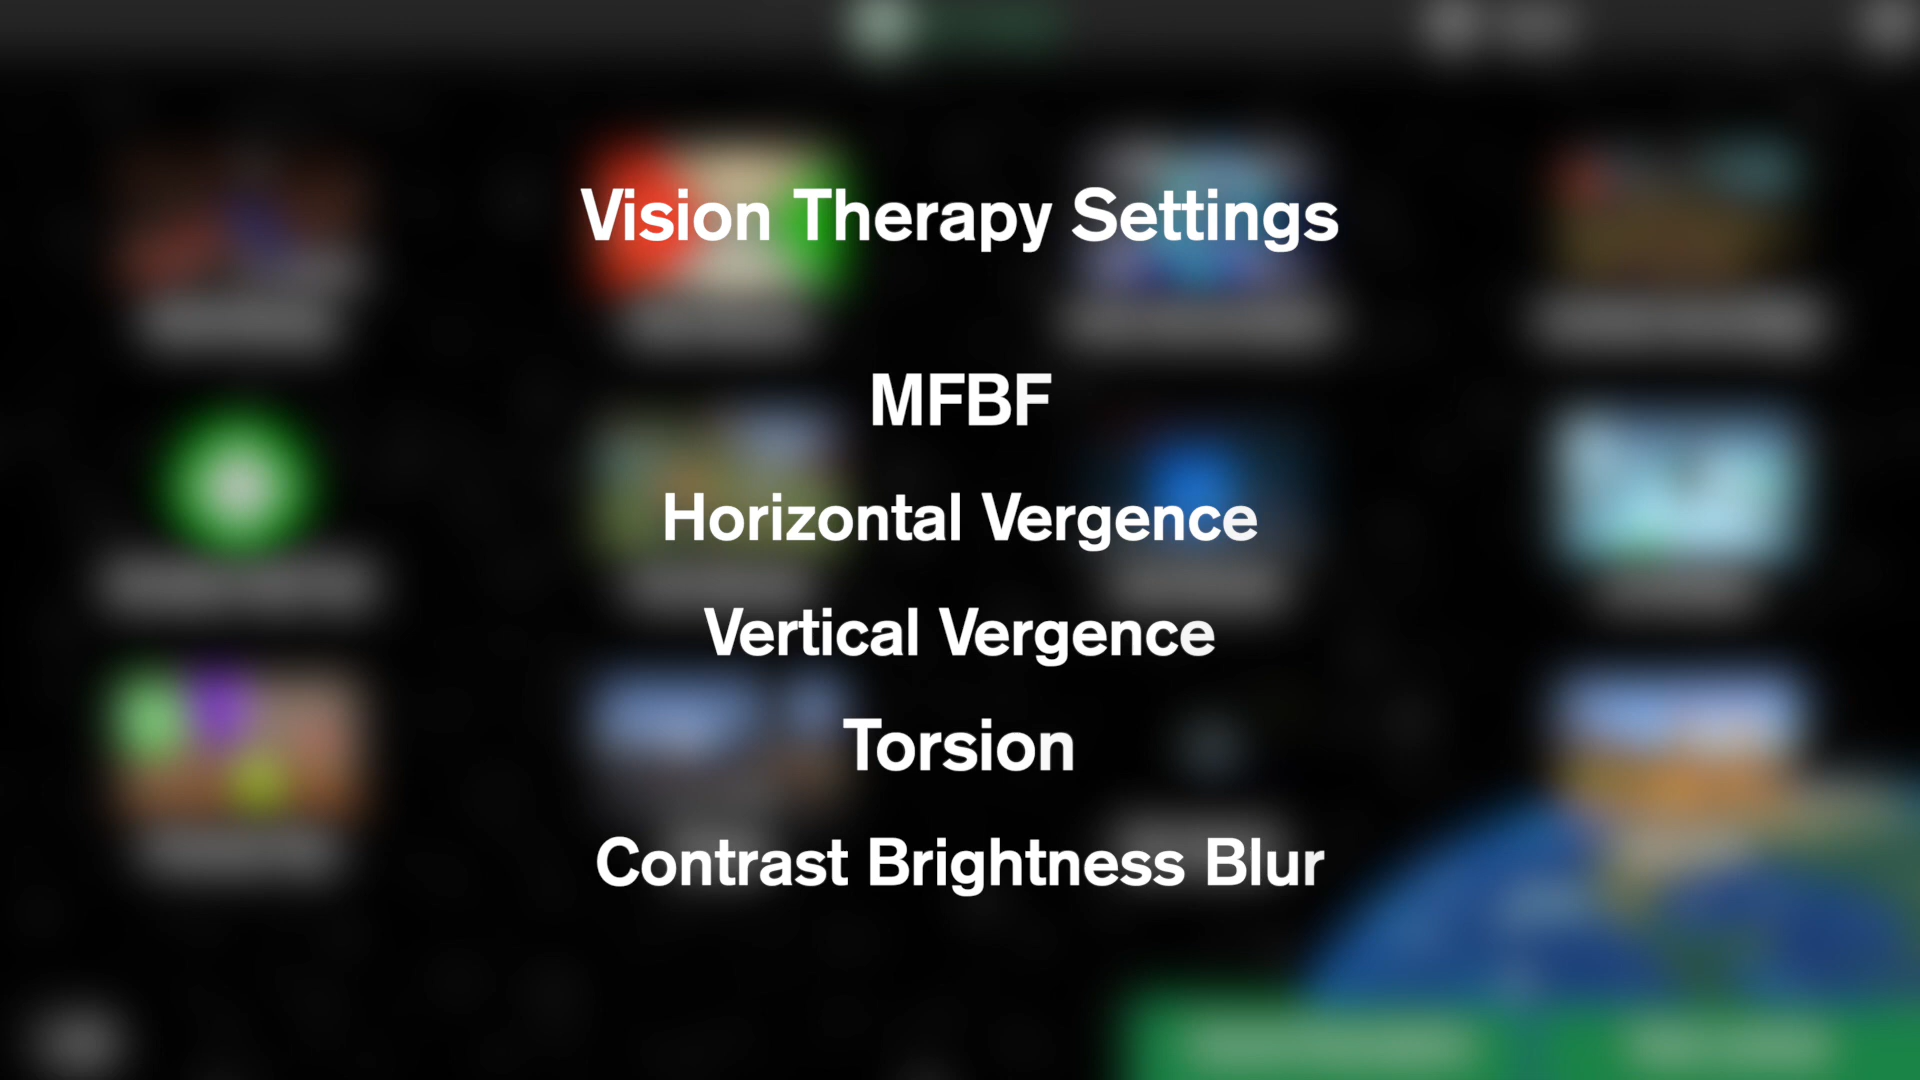 Vision Therapy Settings
MFBF
Horizontal Vergence
Vertical Vergence
Torsion
Contrast Brightness Blur